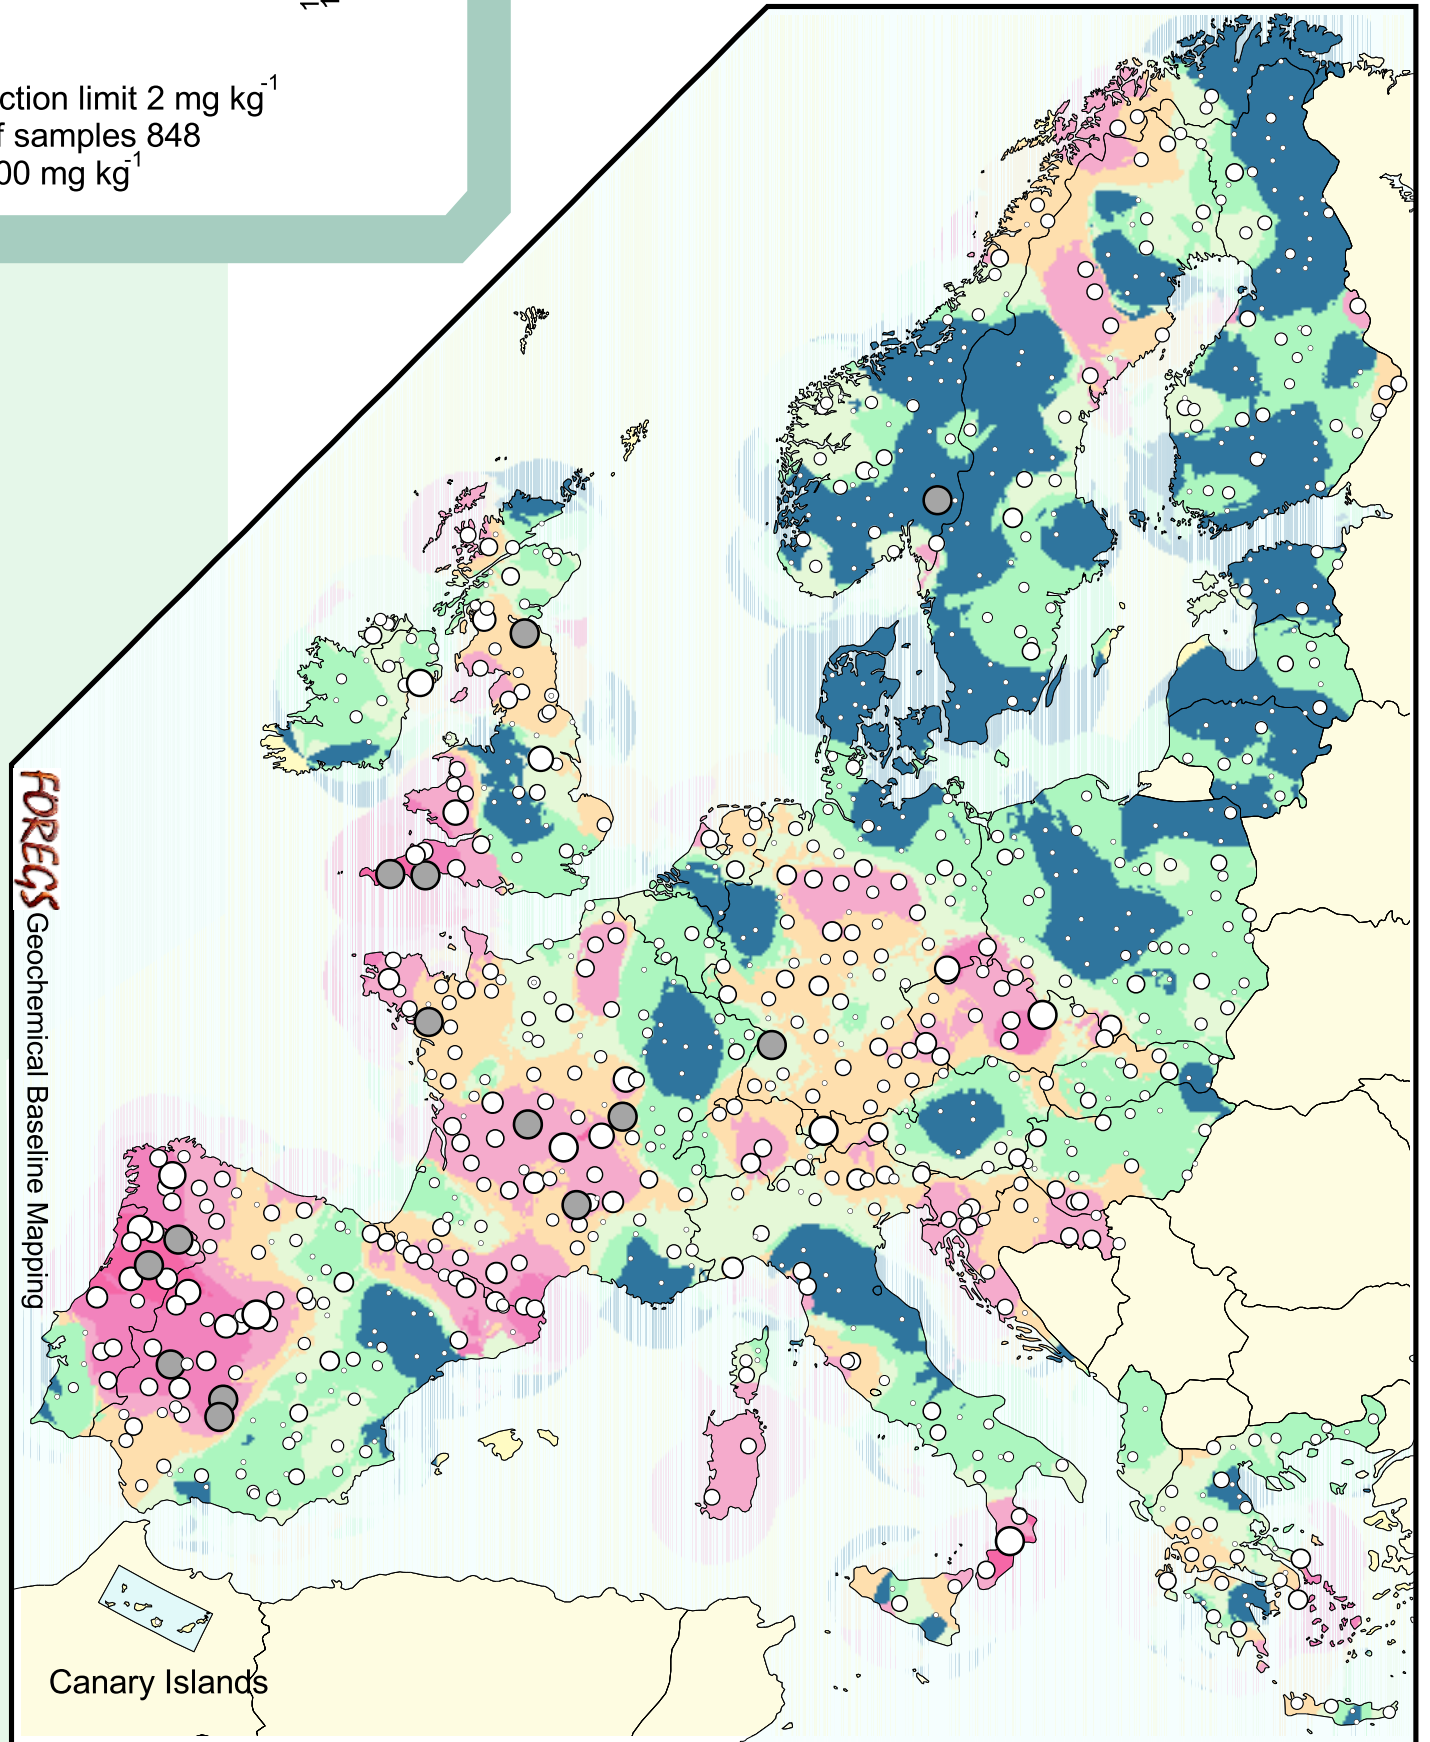 ction limit 2 mg kg-1
f samples 848
00 mg kg-1
FOREGS Geochemical Baseline Mapping
Canary Islands